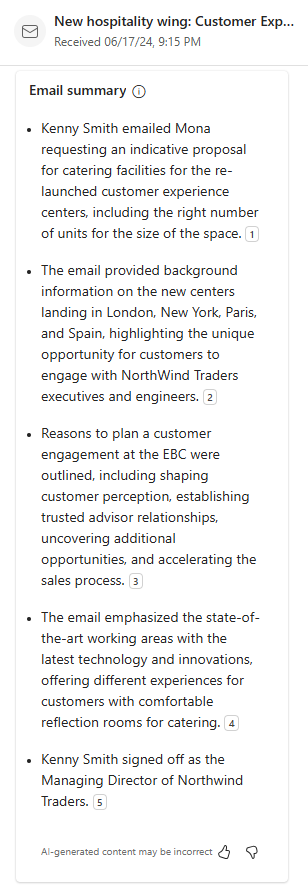 New hospitality wing: Customer Exp...
Received 06/17/24, 9:15 PM
Email summary
• Kenny Smith emailed Mona
requesting an indicative proposal
for catering facilities for the re-
launched customer experience
centers, including the right number
of units for the size of the space. 1
• The email provided background
information on the new centers
landing in London, New York, Paris,
and Spain, highlighting the unique
opportunity for customers to
engage with NorthWind Traders
executives and engineers. 2
• Reasons to plan a customer
engagement at the EBC were
outlined, including shaping
customer perception, establishing
trusted advisor relationships,
uncovering additional
opportunities, and accelerating the
sales process. 3
• The email emphasized the state-of-
the-art working areas with the
latest technology and innovations,
offering different experiences for
customers with comfortable
reflection rooms for catering. 4
• Kenny Smith signed off as the
Managing Director of Northwind
Traders. 5
AI-generated content may be incorrect